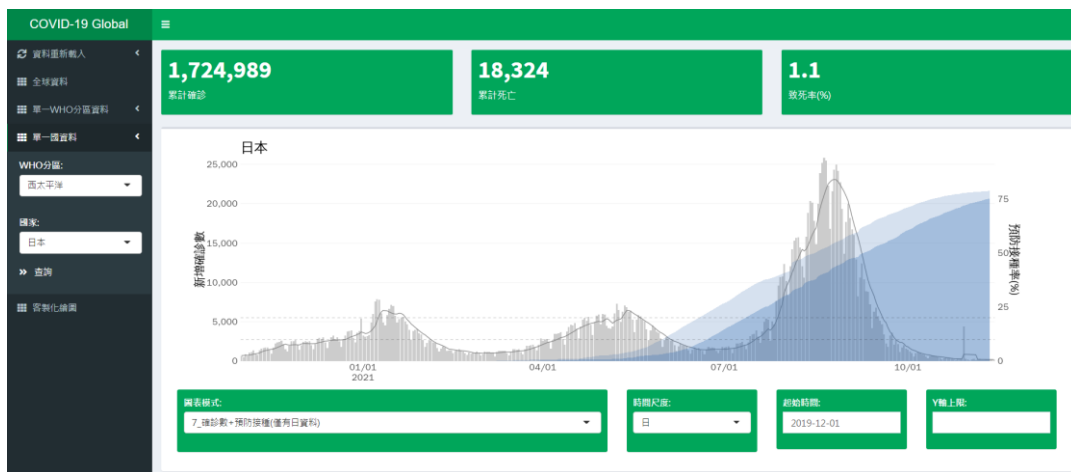 COVID-19 Global
資料重新載入
全球資料
單一WHO分區資料
單一國資料
WHO分區:
西太平洋
國家:
日本
查詢
客製化繪圖
1,724,989
累計確診
18,324
累計死亡
1.1
致死率(%)
日本
新增確診數
25,000
20,000
15,000
10,000
5,000
0
預防接種率(%)
75
50
25
0
01/01
2021
04/01
07/01
10/01
圖表模式:
7_確診數+預防接種(僅有日資料)
時間尺度:
日
起始時間:
2019-12-01
Y軸上限: